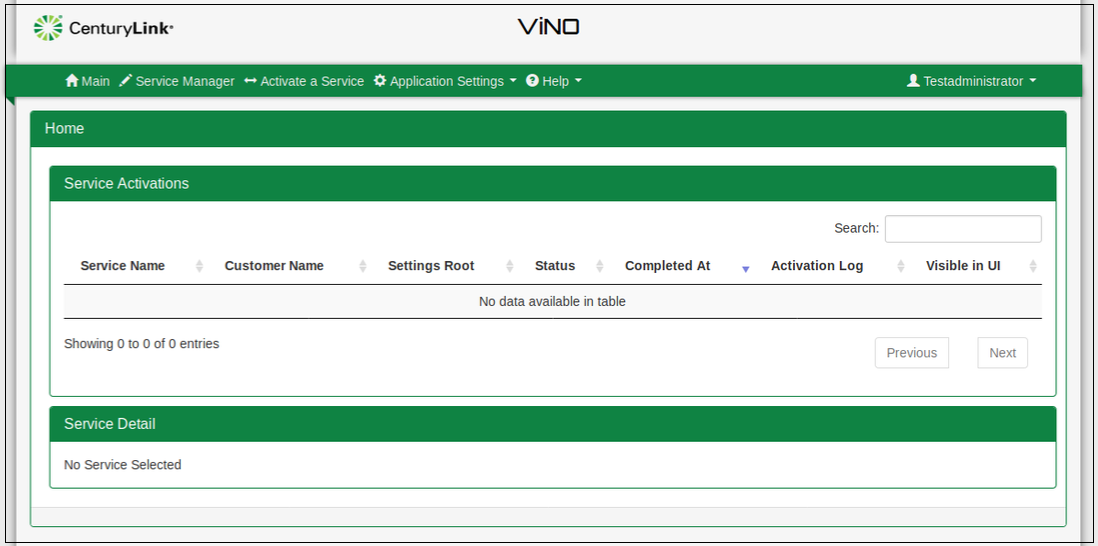 CenturyLink®
ViNO
Main Service Manager Activate a Service Application Settings Help Testadministrator
Home
Service Activations
Search:
Service Name Customer Name Settings Root Status Completed At Activation Log Visible in UI
No data available in table
Showing 0 to 0 of 0 entries
Previous Next
Service Detail
No Service Selected